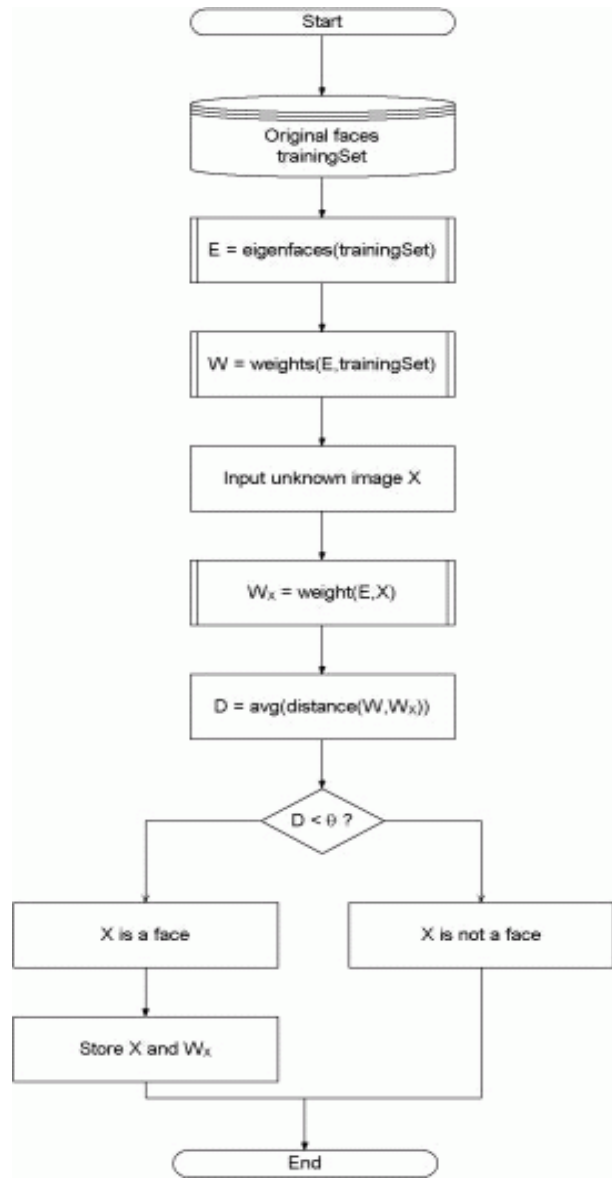 Start
Original faces
trainingSet
E = eigenfaces(trainingSet)
W = weights(E,trainingSet)
Input unknown image X
Wₓ = weight(E,X)
D = avg(distance(W,Wₓ))
D < θ ?
X is a face
X is not a face
Store X and Wₓ
End